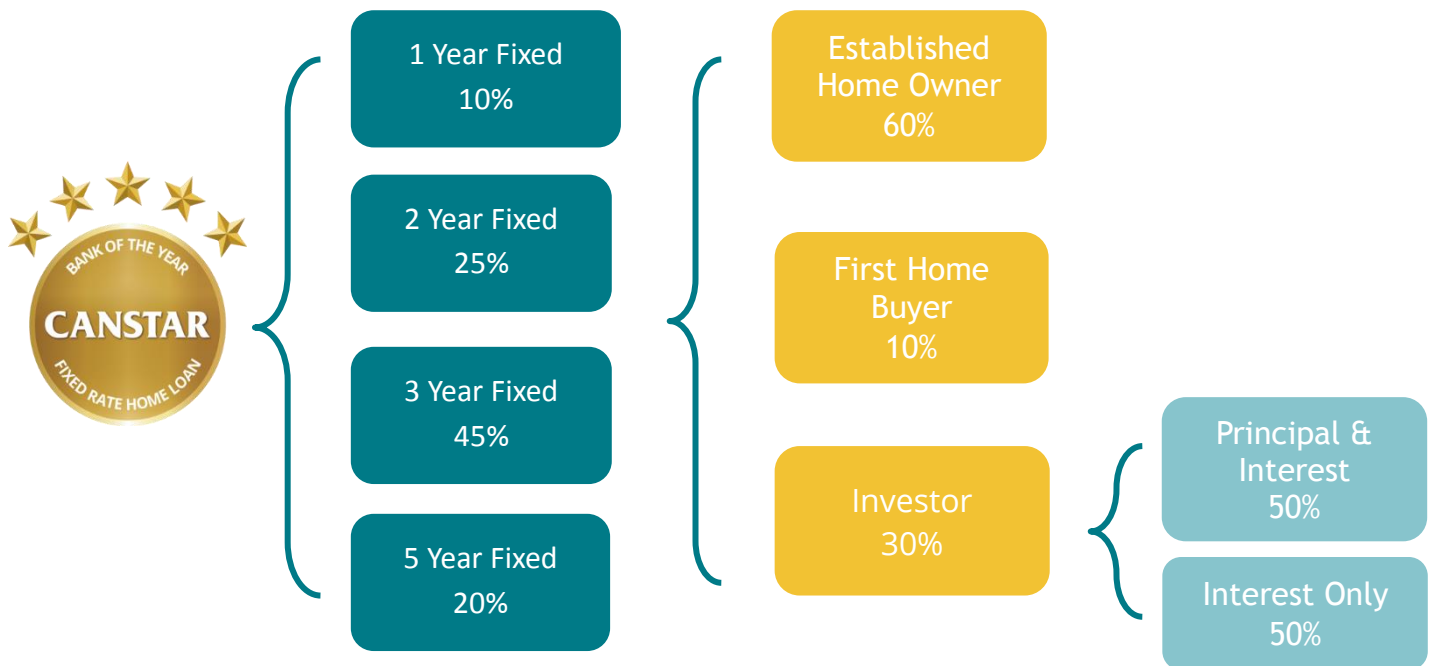 BANK OF THE YEAR
CANSTAR
FIXED RATE HOME LOAN
1 Year Fixed
10%
2 Year Fixed
25%
3 Year Fixed
45%
5 Year Fixed
20%
Established
Home Owner
60%
First Home
Buyer
10%
Investor
30%
Principal &
Interest
50%
Interest Only
50%